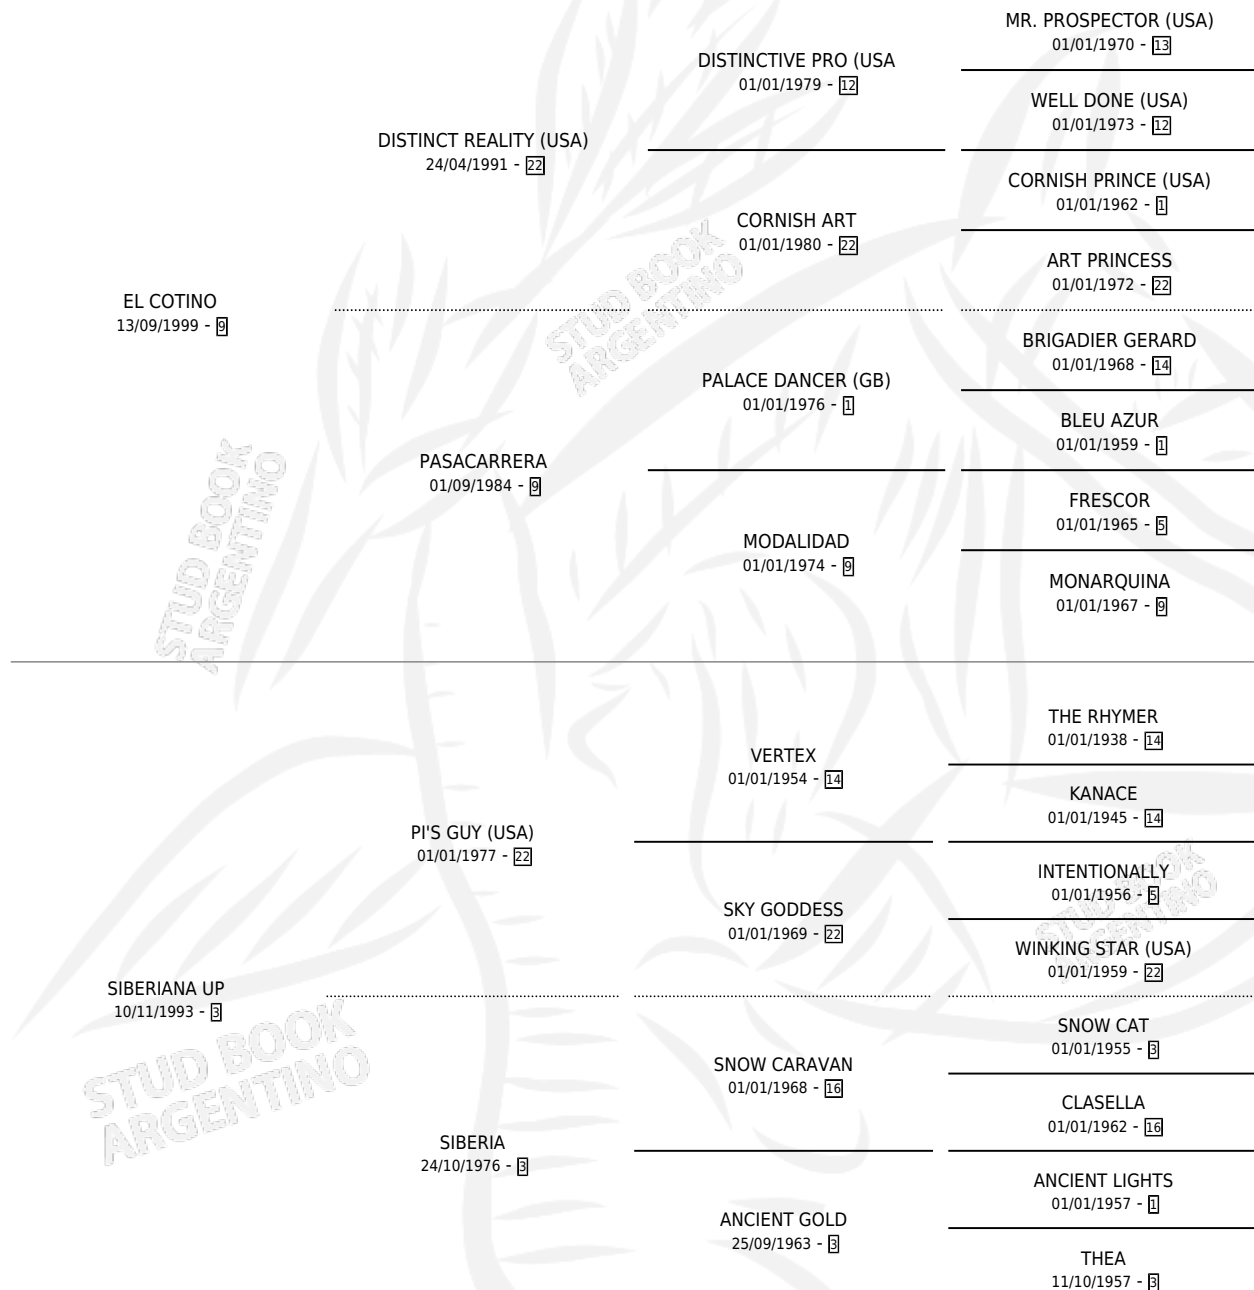 MR. PROSPECTOR (USA)
01/01/1970 - 13
DISTINCTIVE PRO (USA
01/01/1979 - 12
WELL DONE (USA)
01/01/1973 - 12
DISTINCT REALITY (USA)
24/04/1991 - 22
CORNISH PRINCE (USA)
01/01/1962 - 1
CORNISH ART
01/01/1980 - 22
ART PRINCESS
01/01/1972 - 22
EL COTINO
13/09/1999 - 9
BRIGADIER GERARD
01/01/1968 - 14
PALACE DANCER (GB)
01/01/1976 - 1
BLEU AZUR
01/01/1959 - 1
PASACARRERA
01/09/1984 - 9
FRESCOR
01/01/1965 - 5
MODALIDAD
01/01/1974 - 9
MONARQUINA
01/01/1967 - 9
THE RHYMER
01/01/1938 - 14
VERTEX
01/01/1954 - 14
KANACE
01/01/1945 - 14
PI'S GUY (USA)
01/01/1977 - 22
INTENTIONALLY
01/01/1956 - 5
SKY GODDESS
01/01/1969 - 22
WINKING STAR (USA)
01/01/1959 - 22
SIBERIANA UP
10/11/1993 - 3
SNOW CAT
01/01/1955 - 3
SNOW CARAVAN
01/01/1968 - 16
CLASELLA
01/01/1962 - 16
SIBERIA
24/10/1976 - 3
ANCIENT LIGHTS
01/01/1957 - 1
ANCIENT GOLD
25/09/1963 - 3
THEA
11/10/1957 - 3
STUD BOOK
ARGENTINO
STUD BOOK
ARGENTINO
STUD BOOK
ARGENTINO
STUD BOOK
ARGENTINO